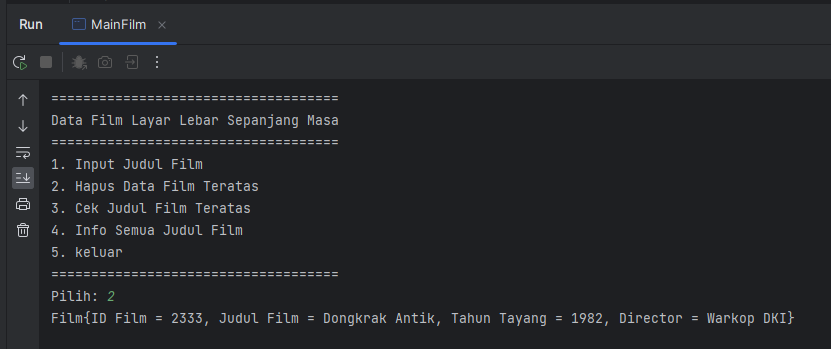 Run MainFilm
===================================
Data Film Layar Lebar Sepanjang Masa
===================================
1. Input Judul Film
2. Hapus Data Film Teratas
3. Cek Judul Film Teratas
4. Info Semua Judul Film
5. keluar
===================================
Pilih: 2
Film{ID Film = 2333, Judul Film = Dongkrak Antik, Tahun Tayang = 1982, Director = Warkop DKI}